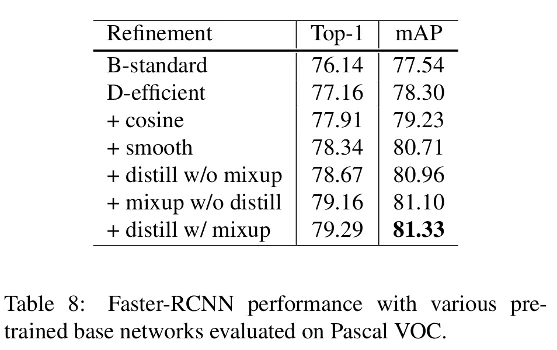 Refinement Top-1 mAP
B-standard 76.14 77.54
D-efficient 77.16 78.30
+ cosine 77.91 79.23
+ smooth 78.34 80.71
+ distill w/o mixup 78.67 80.96
+ mixup w/o distill 79.16 81.10
+ distill w/ mixup 79.29 81.33
Table 8: Faster-RCNN performance with various pre-
trained base networks evaluated on Pascal VOC.